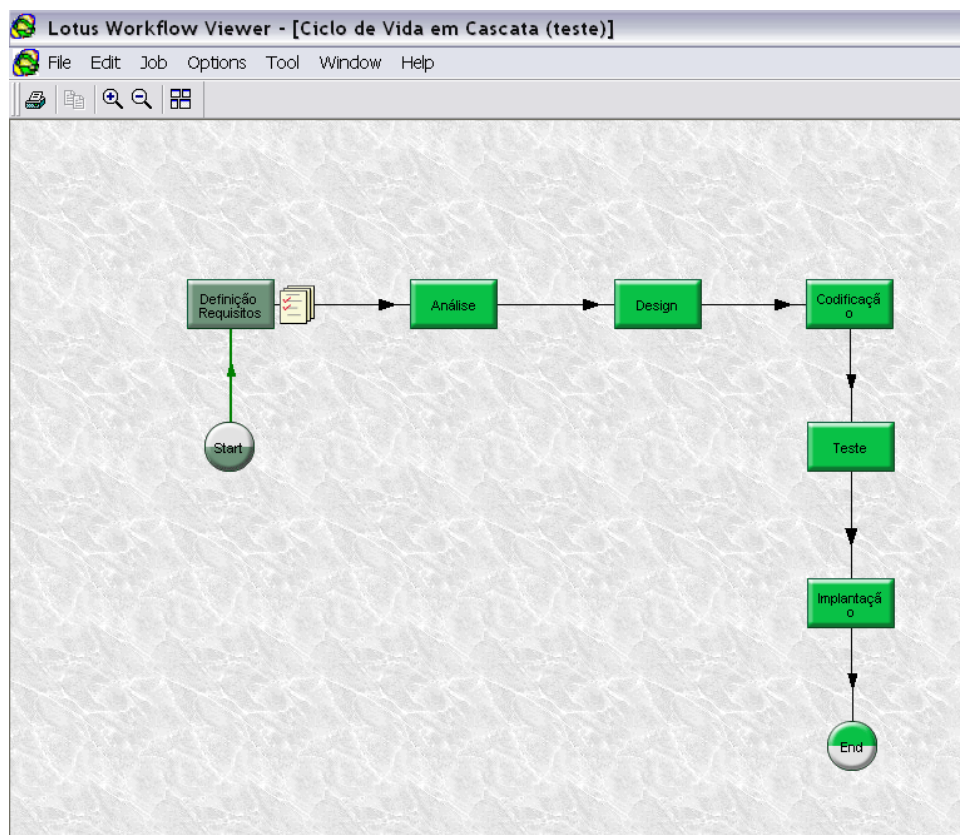 Lotus Workflow Viewer - [Ciclo de Vida em Cascata (teste)]
File Edit Job Options Tool Window Help
Definição
Requisitos
Análise
Design
Codificaçã
o
Start
Teste
Implantaçã
o
End